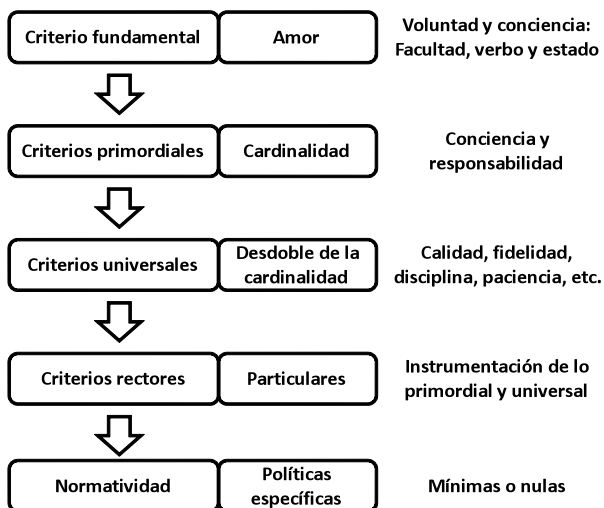 Criterio fundamental
Amor
Voluntad y conciencia:
Facultad, verbo y estado
Criterios primordiales
Cardinalidad
Conciencia y
responsabilidad
Criterios universales
Desdoble de la
cardinalidad
Calidad, fidelidad,
disciplina, paciencia, etc.
Criterios rectores
Particulares
Instrumentación de lo
primordial y universal
Normatividad
Políticas
específicas
Mínimas o nulas